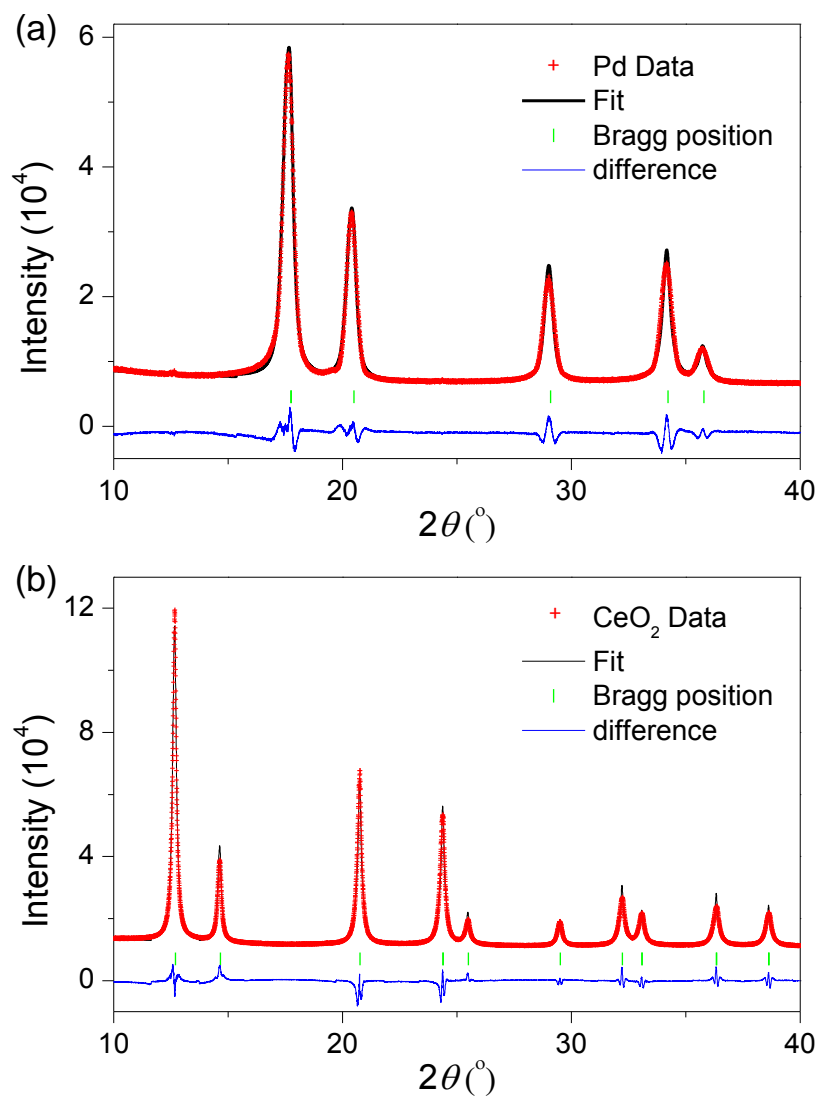 (a)
6
4
2
0
Intensity (10⁴)
Pd Data
Fit
Bragg position
difference
10 20 30 40
2θ (°)
(b)
12
8
4
0
Intensity (10⁴)
CeO₂ Data
Fit
Bragg position
difference
10 20 30 40
2θ (°)